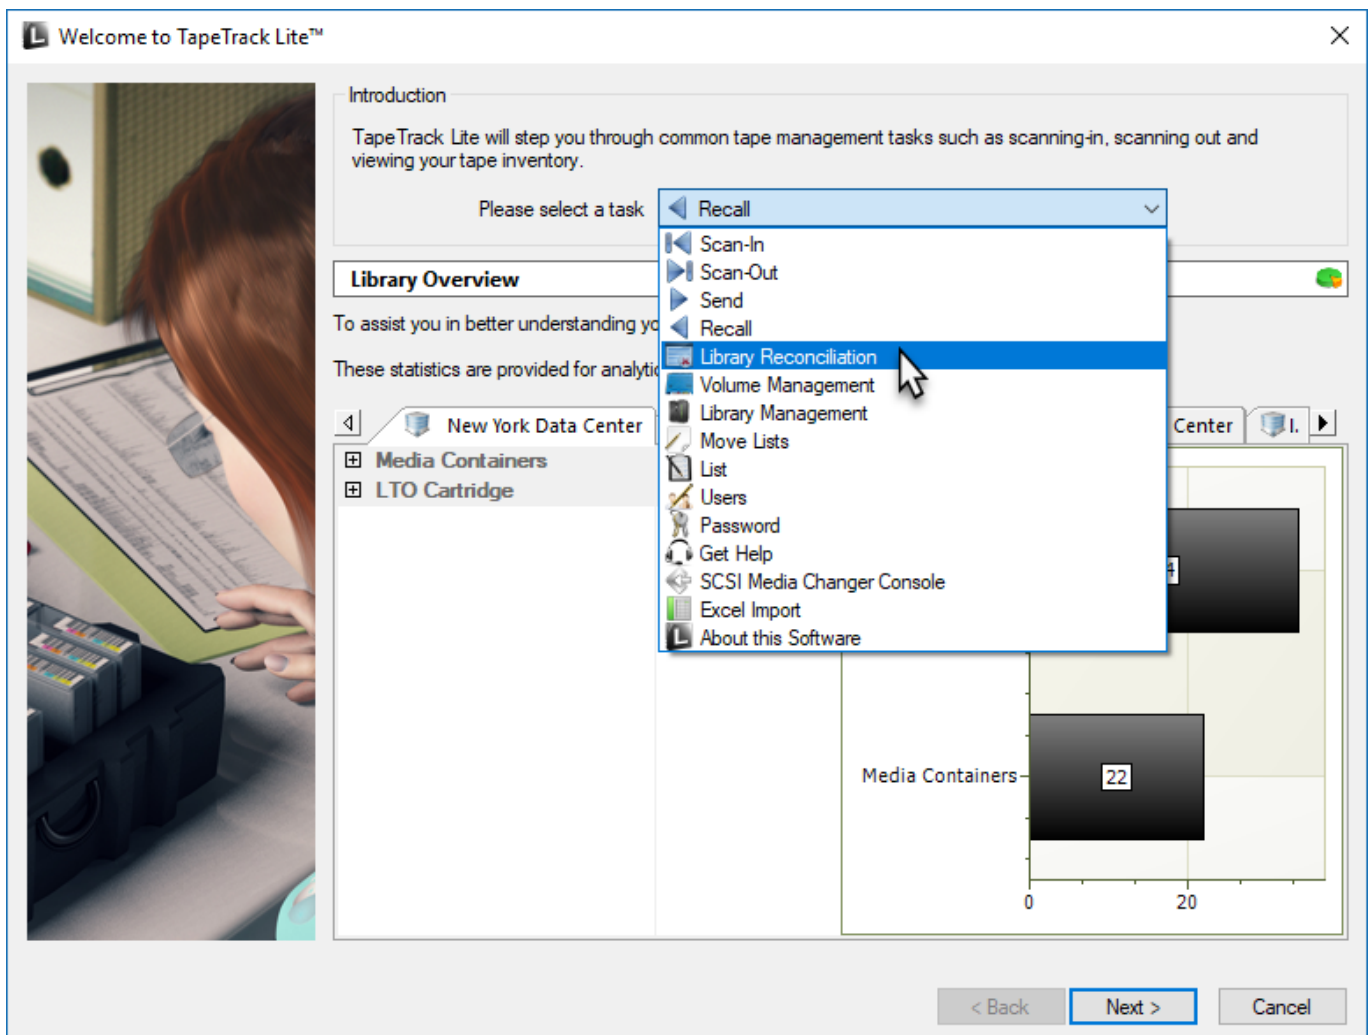 Welcome to TapeTrack Lite™
Introduction
TapeTrack Lite will step you through common tape management tasks such as scanning-in, scanning out and
viewing your tape inventory.
Please select a task
Recall
Scan-In
Scan-Out
Send
Recall
Library Reconciliation
Volume Management
Library Management
Move Lists
List
Users
Password
Get Help
SCSI Media Changer Console
Excel Import
About this Software
Library Overview
To assist you in better understanding
These statistics are provided for
New York Data Center
Center
Media Containers
LTO Cartridge
4
Media Containers
22
0
20
< Back
Next >
Cancel